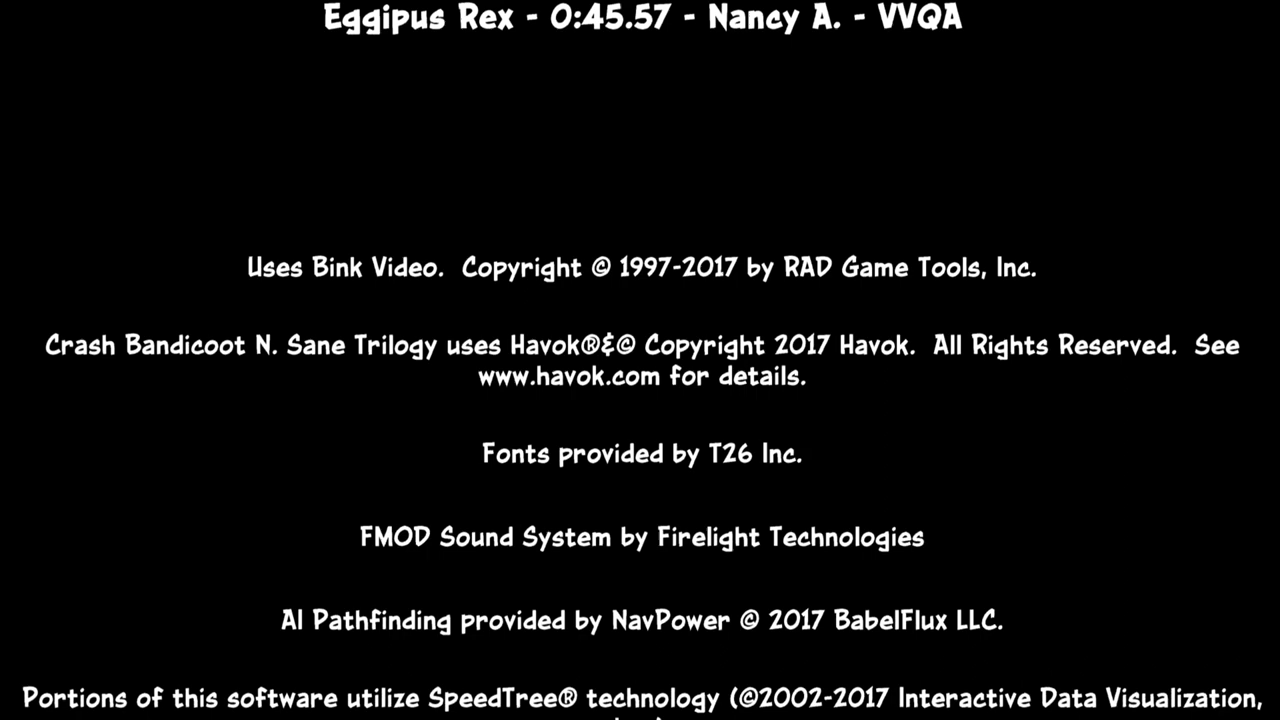 Eggipus Rex - 0:45.57 - Nancy A. - VVQA
Uses Bink Video.  Copyright © 1997-2017 by RAD Game Tools, Inc.
Crash Bandicoot N. Sane Trilogy uses Havok®&© Copyright 2017 Havok.  All Rights Reserved.  See
www.havok.com for details.
Fonts provided by T26 Inc.
FMOD Sound System by Firelight Technologies
AI Pathfinding provided by NavPower © 2017 BabelFlux LLC.
Portions of this software utilize SpeedTree® technology (©2002-2017 Interactive Data Visualization,